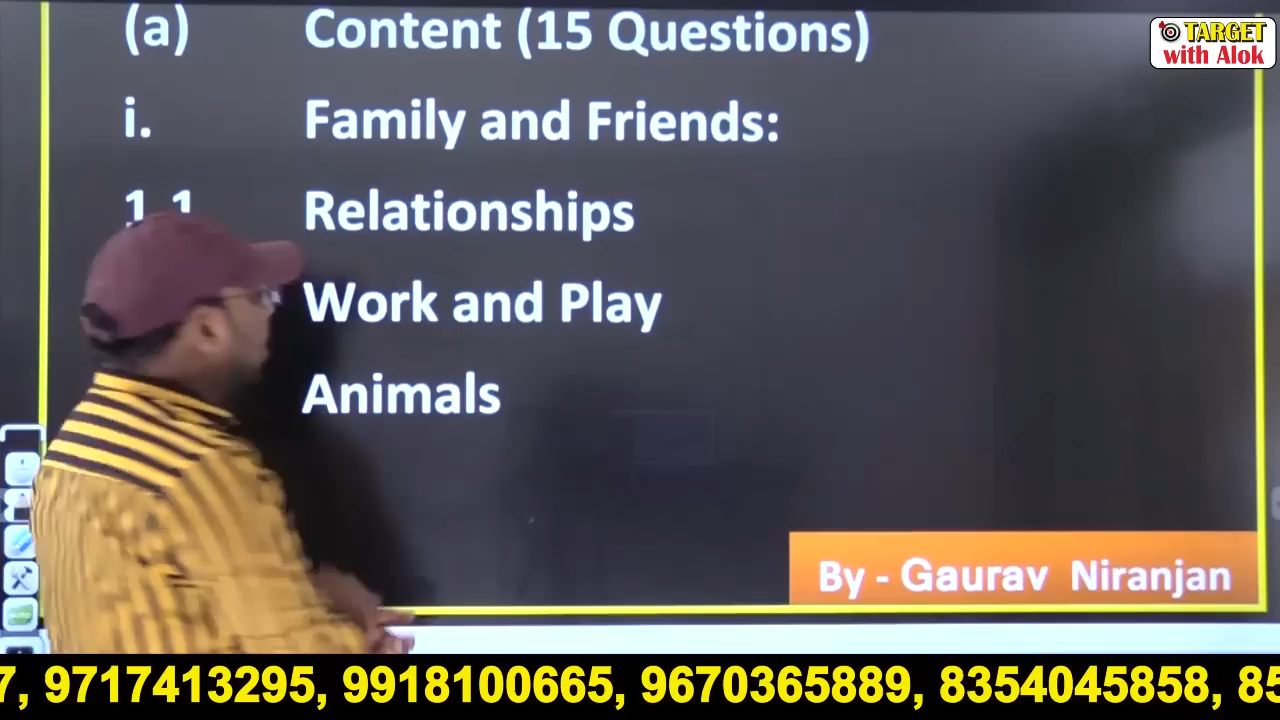 (a) Content (15 Questions)
TARGET
with Alok
i. Family and Friends:
1.1 Relationships
Work and Play
Animals
By - Gaurav Niranjan
7, 9717413295, 9918100665, 9670365889, 8354045858, 85